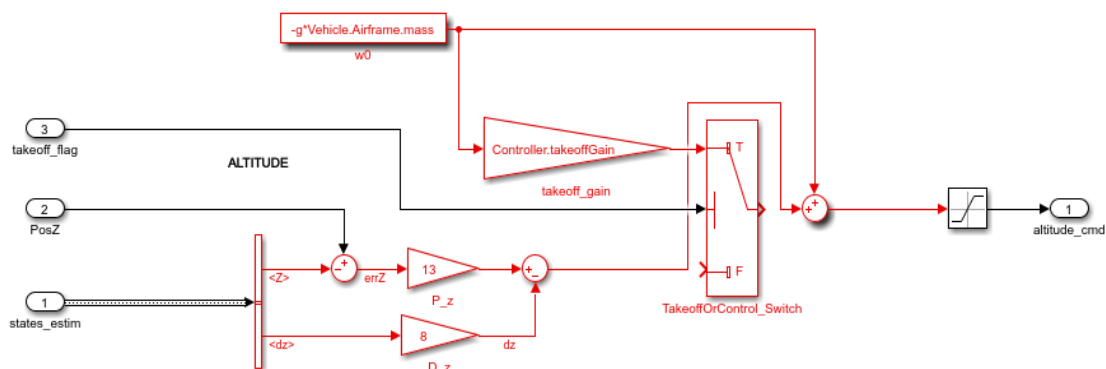 -g*Vehicle.Airframe.mass
w0
3
takeoff_flag
ALTITUDE
Controller.takeoffGain
takeoff_gain
T
2
PosZ
1
altitude_cmd
<Z>
errZ
13
P_z
F
TakeoffOrControl_Switch
1
states_estim
<dz>
8
dz
D_z